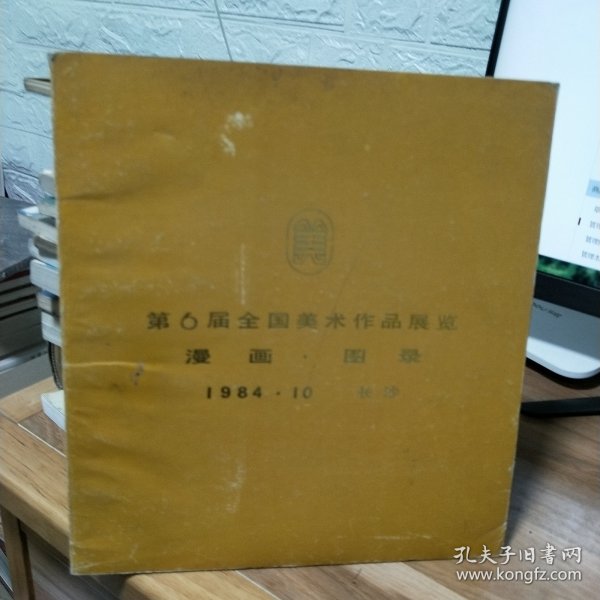 第6届全国美术作品展览
漫画·图录
1984·10 长沙
孔夫子旧书网
www.kongfz.com